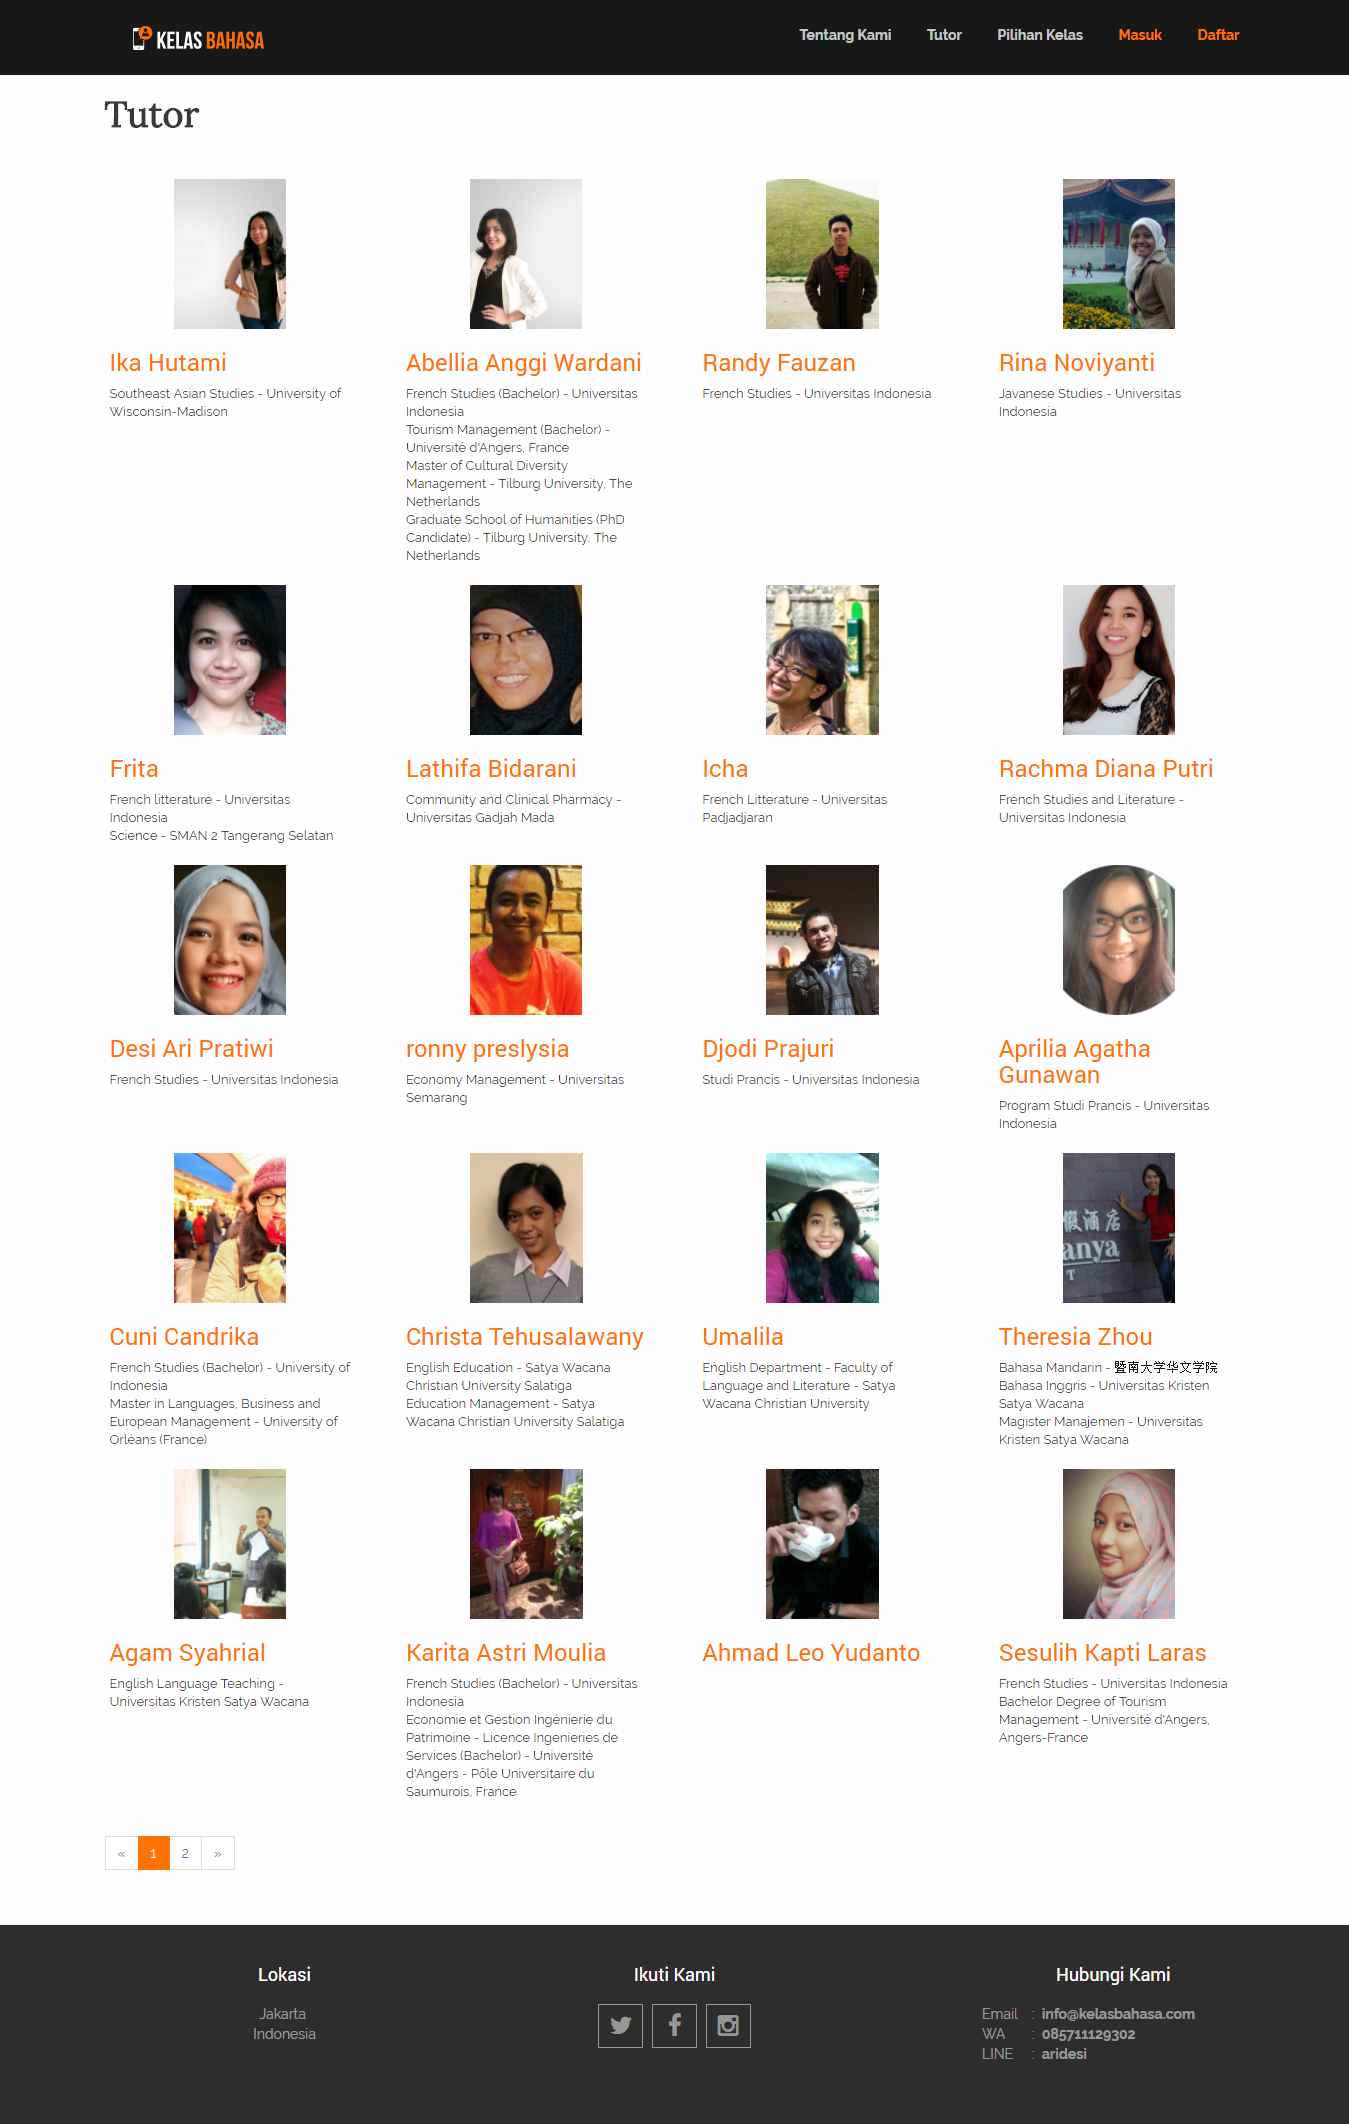 KELAS BAHASA
Tentang Kami
Tutor
Pilihan Kelas
Masuk
Daftar
Tutor
Ika Hutami
Southeast Asian Studies - University of
Wisconsin-Madison
Abellia Anggi Wardani
French Studies (Bachelor) - Universitas
Indonesia
Tourism Management (Bachelor) -
Université d'Angers, France
Master of Cultural Diversity
Management - Tilburg University, The
Netherlands
Graduate School of Humanities (PhD
Candidate) - Tilburg University, The
Netherlands
Randy Fauzan
French Studies - Universitas Indonesia
Rina Noviyanti
Javanese Studies - Universitas
Indonesia
Frita
French litterature - Universitas
Indonesia
Science - SMAN 2 Tangerang Selatan
Lathifa Bidarani
Community and Clinical Pharmacy -
Universitas Gadjah Mada
Icha
French Litterature - Universitas
Padjadjaran
Rachma Diana Putri
French Studies and Literature -
Universitas Indonesia
Desi Ari Pratiwi
French Studies - Universitas Indonesia
ronny preslysia
Economy Management - Universitas
Semarang
Djodi Prajuri
Studi Prancis - Universitas Indonesia
Aprilia Agatha
Gunawan
Program Studi Prancis - Universitas
Indonesia
假酒店
anya
T
Cuni Candrika
French Studies (Bachelor) - University of
Indonesia
Master in Languages, Business and
European Management - University of
Orléans (France)
Christa Tehusalawany
English Education - Satya Wacana
Christian University Salatiga
Education Management - Satya
Wacana Christian University Salatiga
Umalila
English Department - Faculty of
Language and Literature - Satya
Wacana Christian University
Theresia Zhou
Bahasa Mandarin - 暨南大学华文学院
Bahasa Inggris - Universitas Kristen
Satya Wacana
Magister Manajemen - Universitas
Kristen Satya Wacana
Agam Syahrial
English Language Teaching -
Universitas Kristen Satya Wacana
Karita Astri Moulia
French Studies (Bachelor) - Universitas
Indonesia
Economie et Gestion Ingénierie du
Patrimoine - Licence Ingenieries de
Services (Bachelor) - Université
d'Angers - Pôle Universitaire du
Saumurois, France
Ahmad Leo Yudanto
Sesulih Kapti Laras
French Studies - Universitas Indonesia
Bachelor Degree of Tourism
Management - Université d'Angers,
Angers-France
« 1 2 »
Lokasi
Jakarta
Indonesia
Ikuti Kami
Hubungi Kami
Email : info@kelasbahasa.com
WA : 085711129302
LINE : aridesi